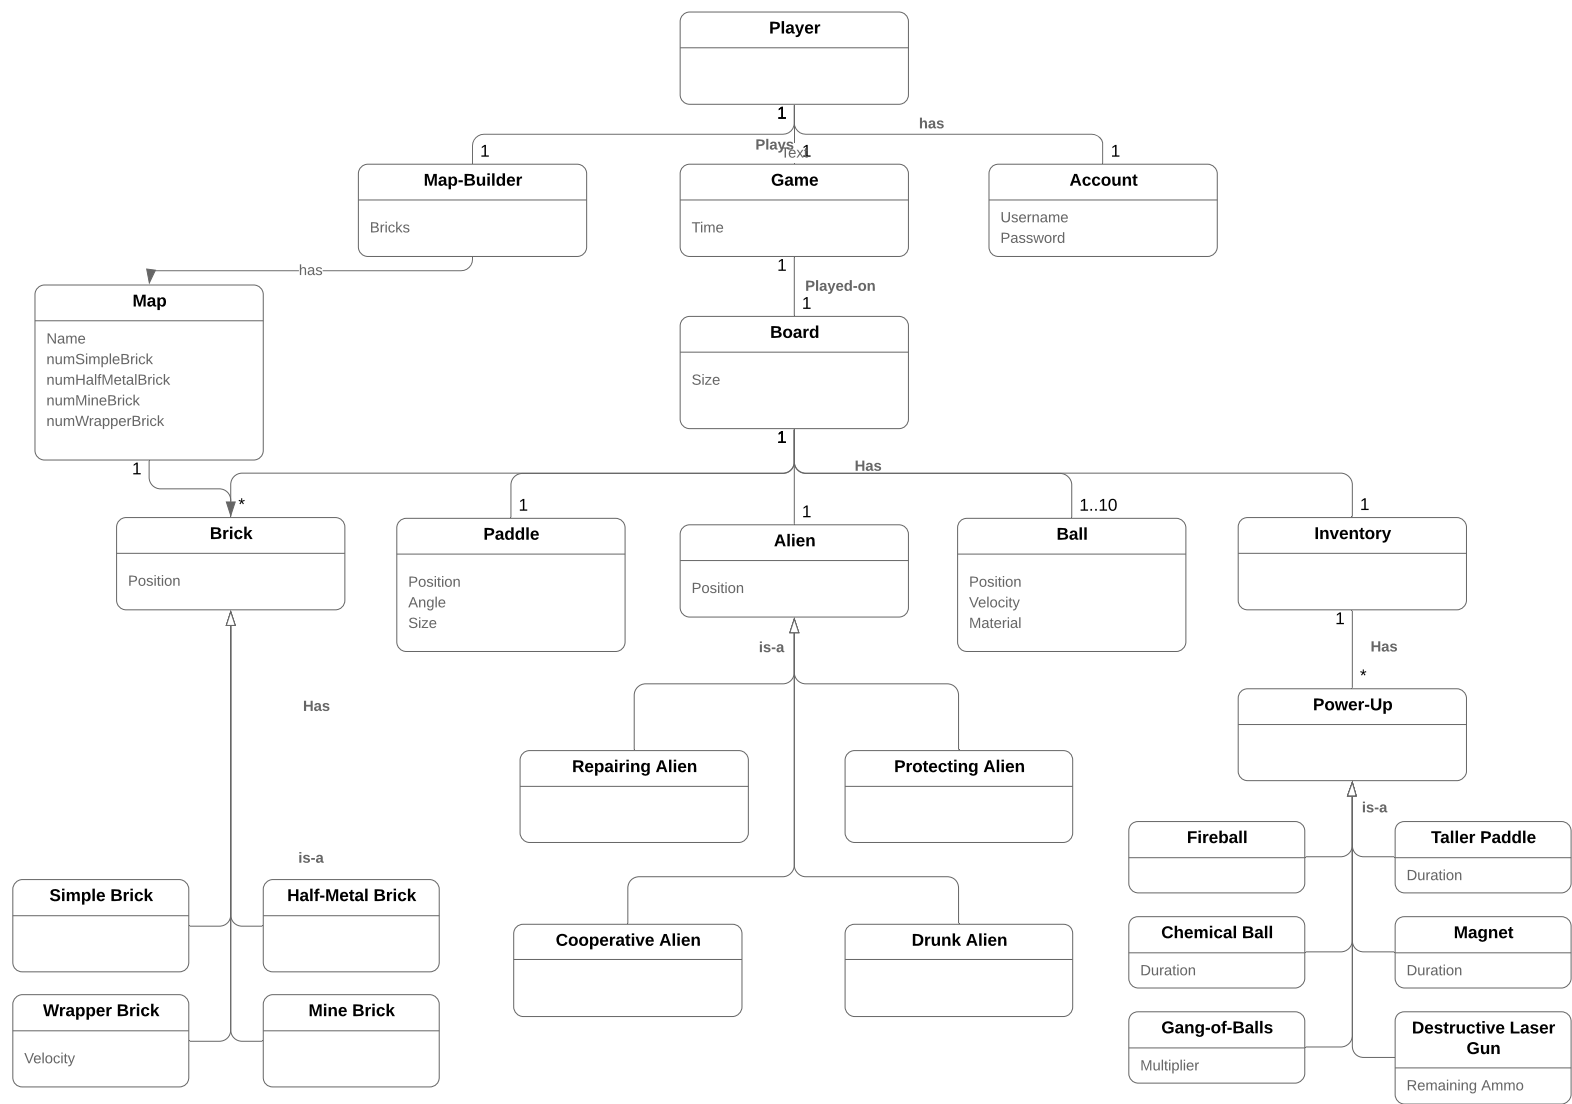 Player
1
has
Plays
Text
1
1
1
Map-Builder
Bricks
Game
Time
Account
Username
Password
has
1
Played-on
1
Map
Name
numSimpleBrick
numHalfMetalBrick
numMineBrick
numWrapperBrick
Board
Size
1
1
Has
*
1
1
1..10
1
Brick
Position
Paddle
Position
Angle
Size
Alien
Position
Ball
Position
Velocity
Material
Inventory
1
Has
*
is-a
Has
Power-Up
Repairing Alien
Protecting Alien
is-a
Fireball
Taller Paddle
Duration
is-a
Simple Brick
Half-Metal Brick
Cooperative Alien
Drunk Alien
Chemical Ball
Duration
Magnet
Duration
Wrapper Brick
Velocity
Mine Brick
Gang-of-Balls
Multiplier
Destructive Laser
Gun
Remaining Ammo